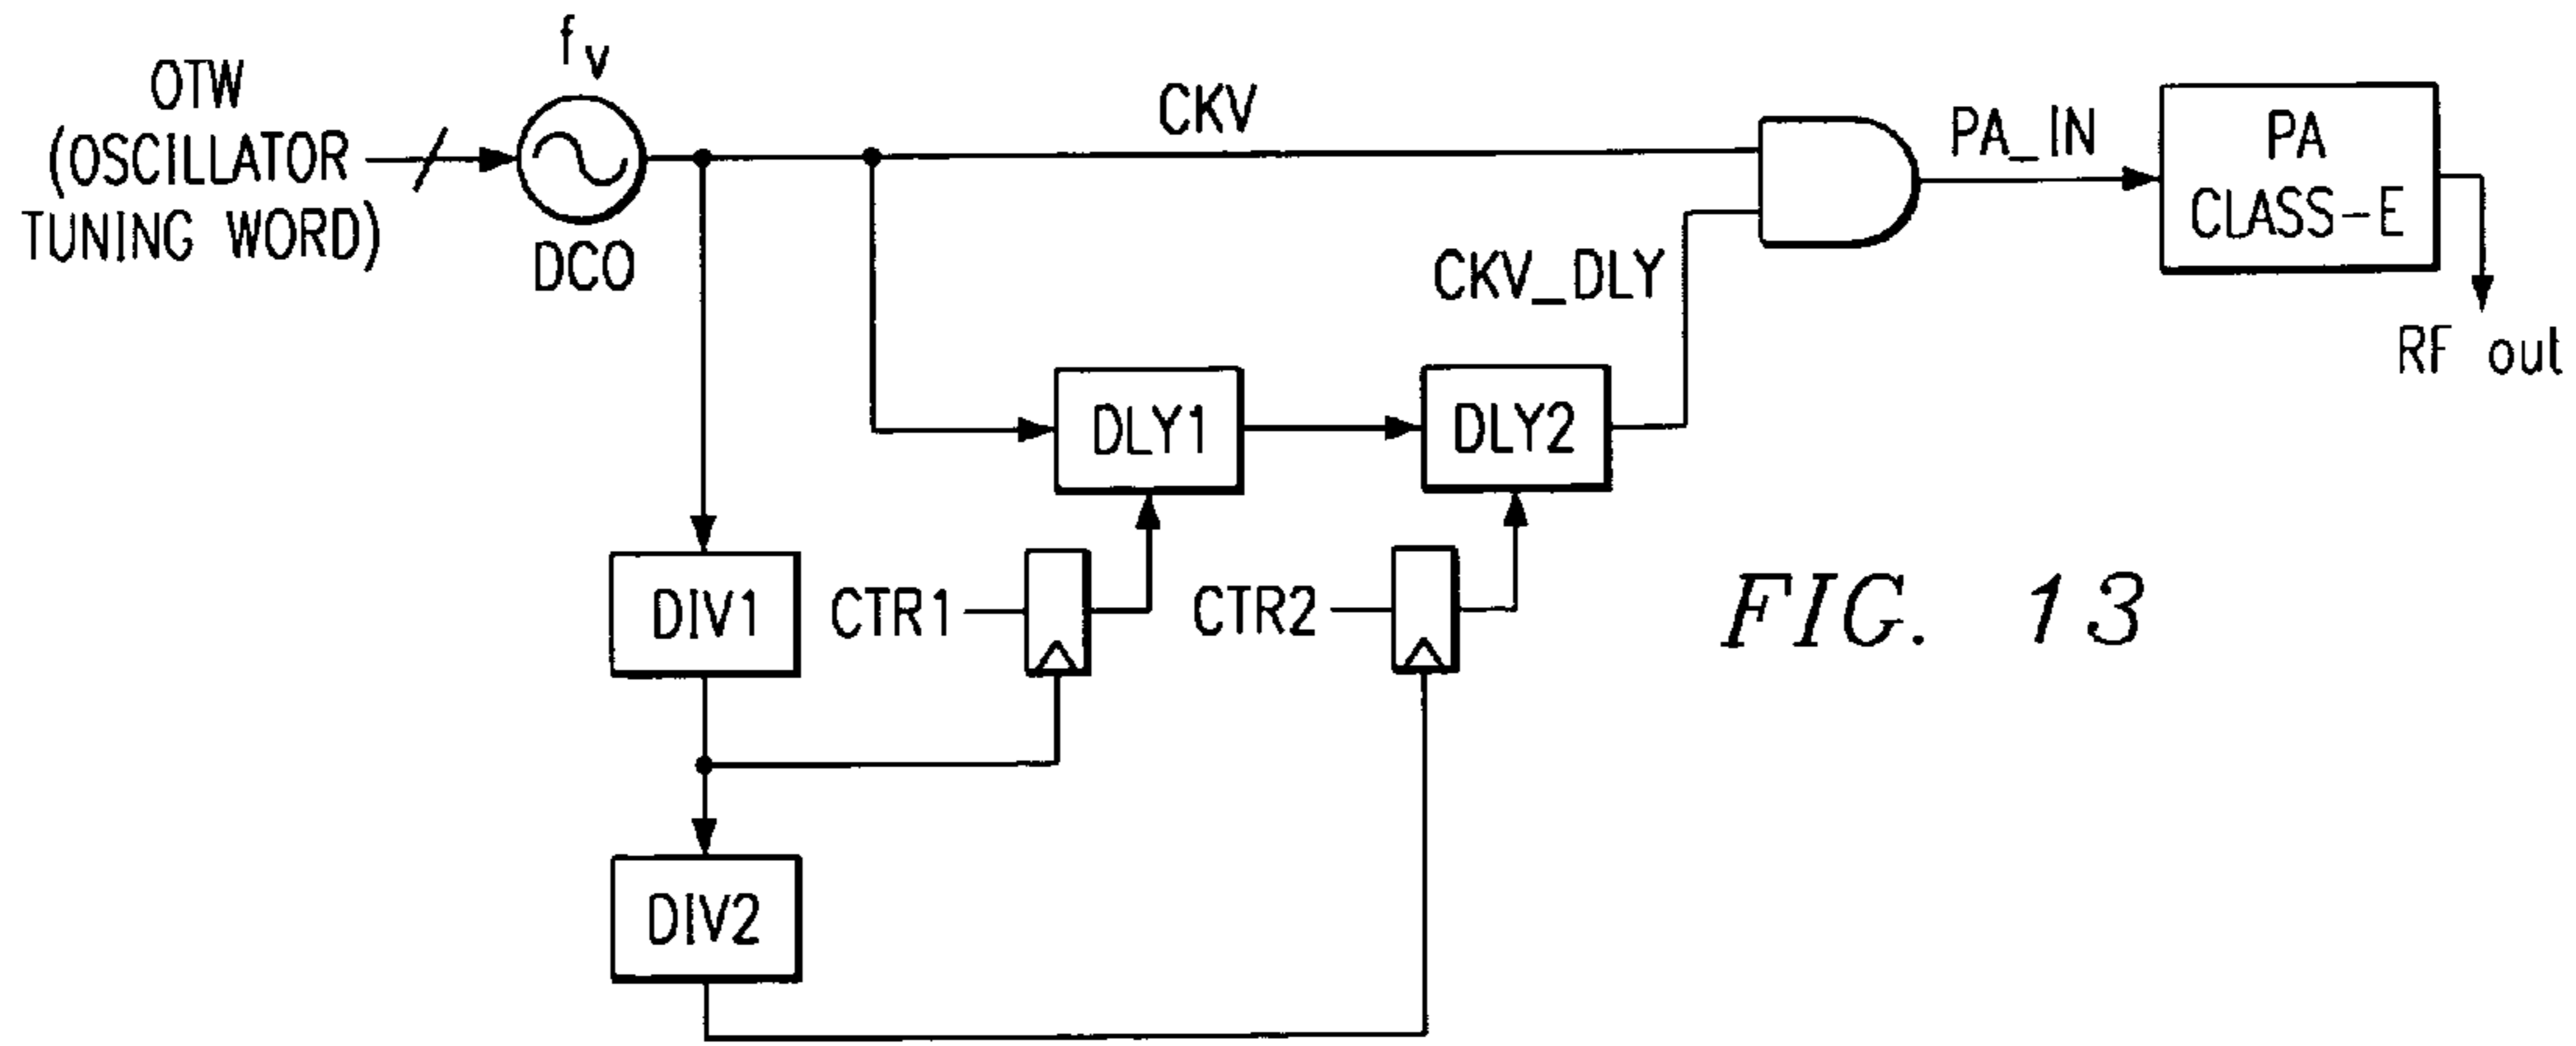 f_V
OTW
(OSCILLATOR
TUNING WORD)
DCO
CKV
PA_IN
PA
CLASS-E
CKV_DLY
RF out
DLY1
DLY2
DIV1
CTR1
CTR2
FIG. 13
DIV2